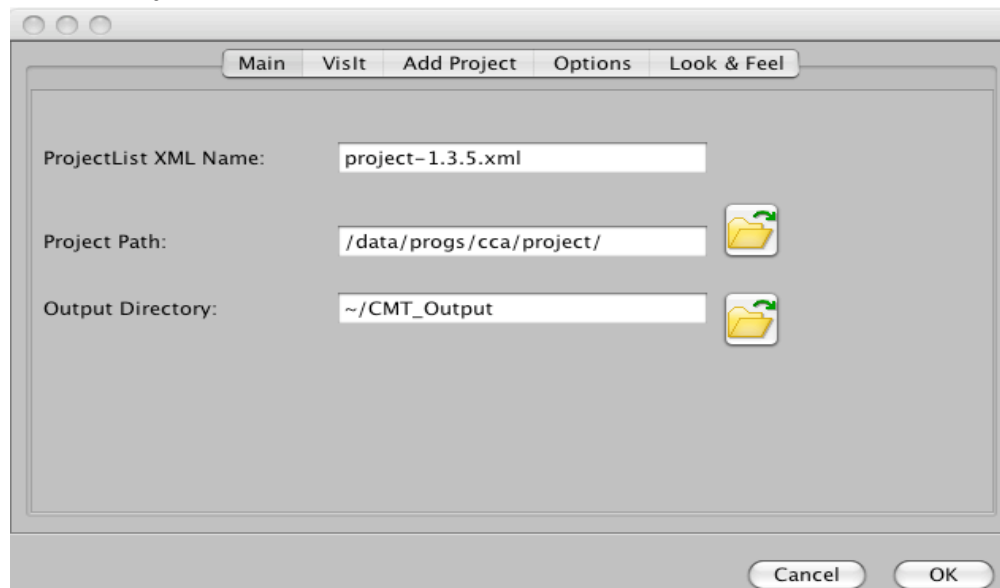 Main VisIt Add Project Options Look & Feel
ProjectList XML Name: project-1.3.5.xml
Project Path: /data/progs/cca/project/
Output Directory: ~/CMT_Output
Cancel OK